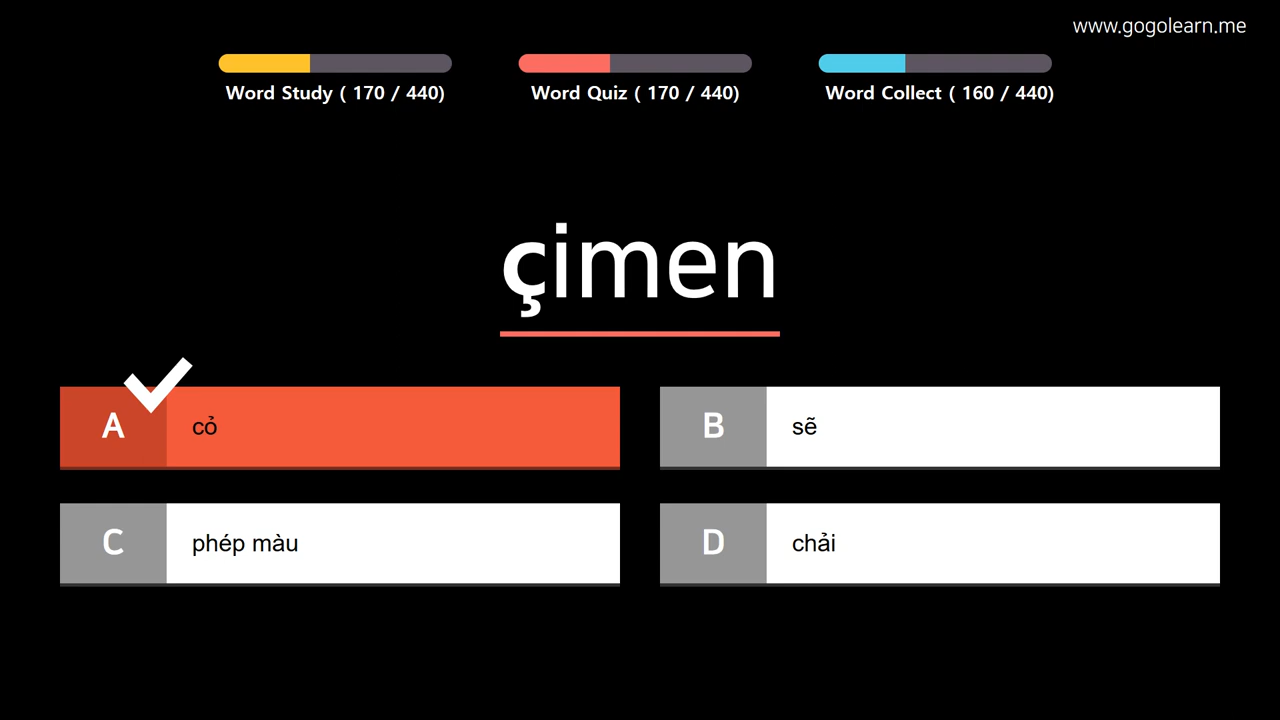 www.gogolearn.me
Word Study ( 170 / 440)
Word Quiz ( 170 / 440)
Word Collect ( 160 / 440)
çimen
A cỏ
B sẽ
C phép màu
D chải